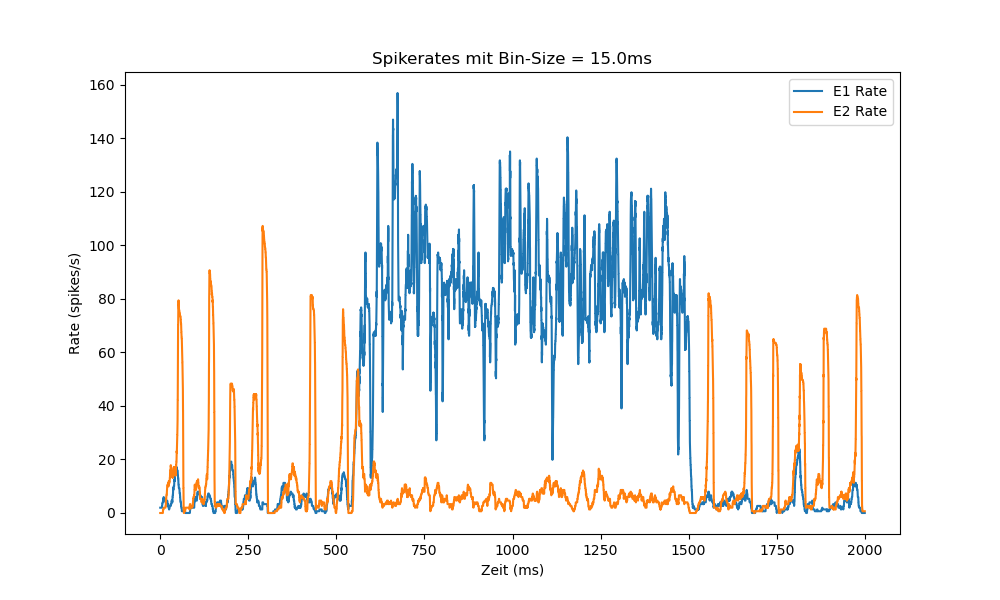 Spikerates mit Bin-Size = 15.0ms
E1 Rate
E2 Rate
Rate (spikes/s)
160
140
120
100
80
60
40
20
0
0 250 500 750 1000 1250 1500 1750 2000
Zeit (ms)